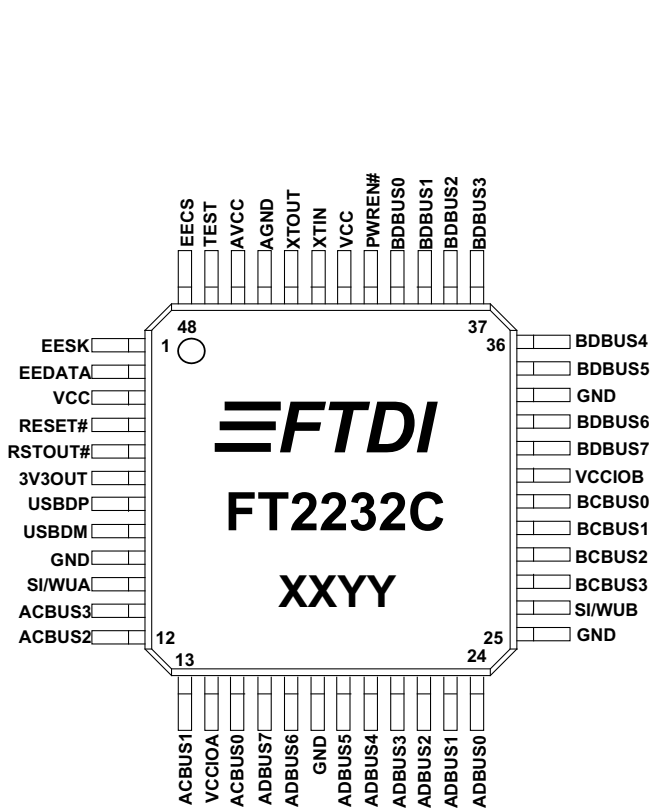 EECS
TEST
AVCC
AGND
XTOUT
XTIN
VCC
PWREN#
BDBUS0
BDBUS1
BDBUS2
BDBUS3
48
37
1
36
EESK
EEDATA
VCC
RESET#
RSTOUT#
3V3OUT
USBDP
USBDM
GND
SI/WUA
ACBUS3
ACBUS2
FTDI
FT2232C
XXYY
BDBUS4
BDBUS5
GND
BDBUS6
BDBUS7
VCCIOB
BCBUS0
BCBUS1
BCBUS2
BCBUS3
SI/WUB
GND
12
25
13
24
ACBUS1
VCCIOA
ACBUS0
ADBUS7
ADBUS6
GND
ADBUS5
ADBUS4
ADBUS3
ADBUS2
ADBUS1
ADBUS0